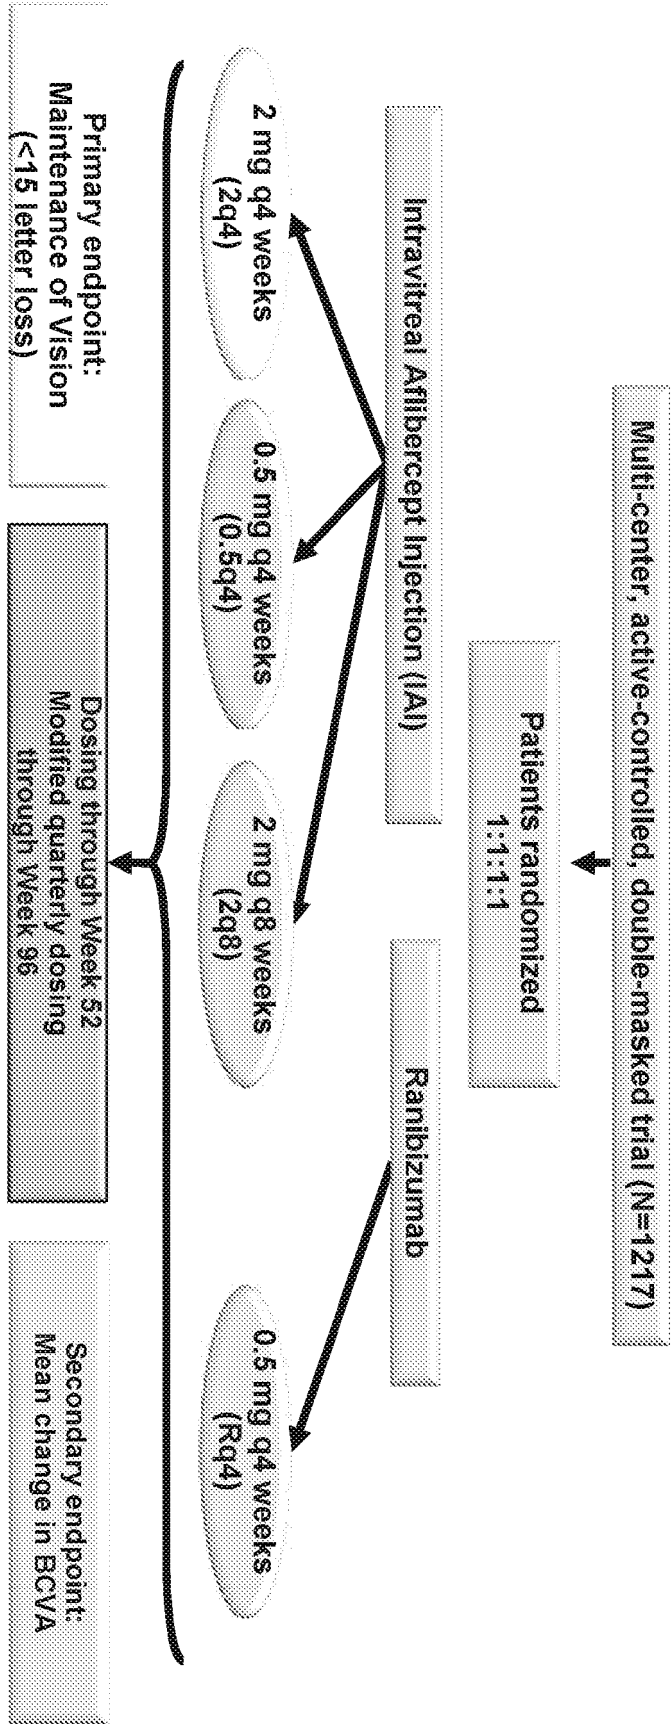 Multi-center, active-controlled, double-masked trial (N=1217)
Patients randomized
1:1:1:1
Intravitreal Aflibercept Injection (IAI)
Ranibizumab
2 mg q4 weeks
(2q4)
0.5 mg q4 weeks
(0.5q4)
2 mg q8 weeks
(2q8)
0.5 mg q4 weeks
(Rq4)
Primary endpoint:
Maintenance of Vision
(<15 letter loss)
Dosing through Week 52
Modified quarterly dosing
through Week 96
Secondary endpoint:
Mean change in BCVA